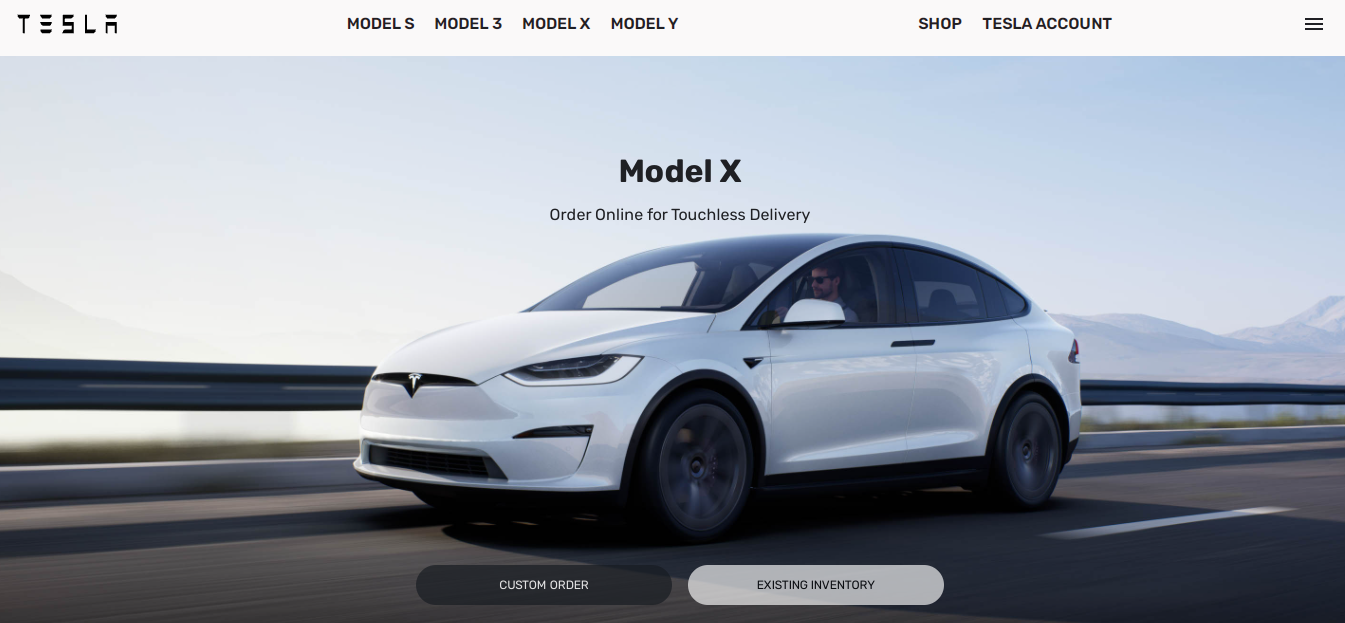 TESLA
MODEL S MODEL 3 MODEL X MODEL Y SHOP TESLA ACCOUNT
Model X
Order Online for Touchless Delivery
CUSTOM ORDER EXISTING INVENTORY